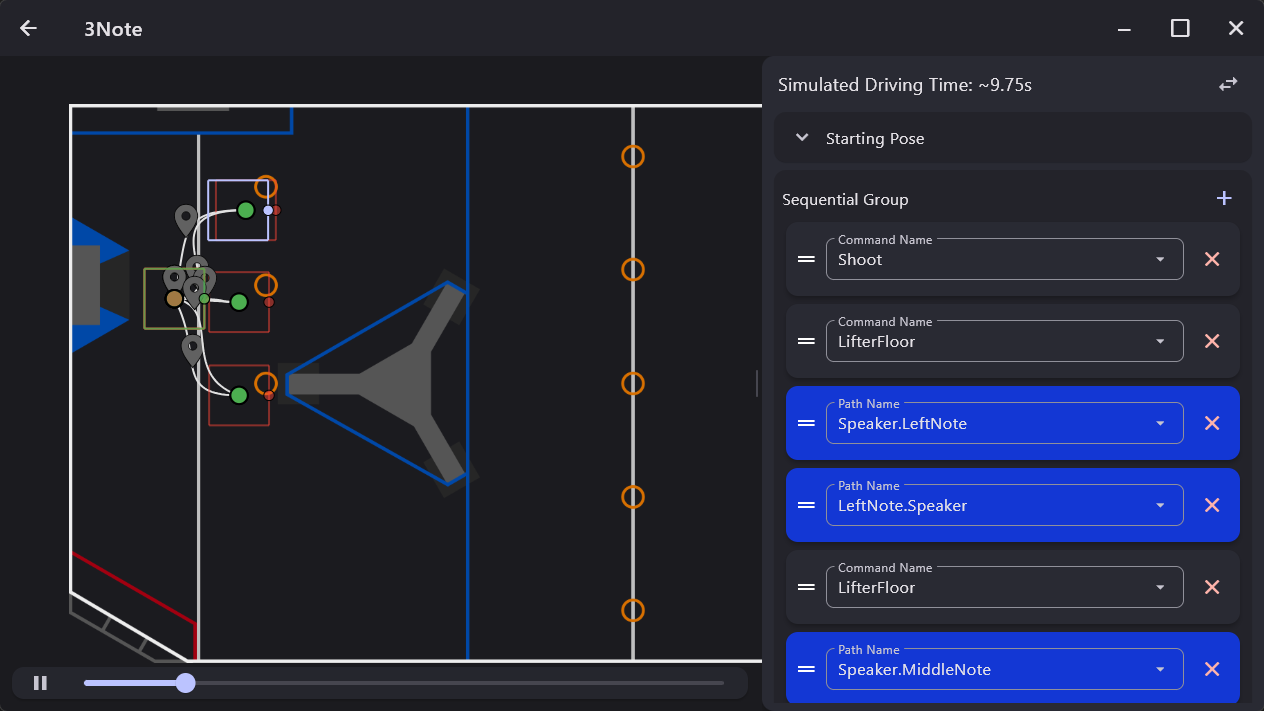 3Note
Simulated Driving Time: ~9.75s
Starting Pose
Sequential Group
Command Name
Shoot
Command Name
LifterFloor
Path Name
Speaker.LeftNote
Path Name
LeftNote.Speaker
Command Name
LifterFloor
Path Name
Speaker.MiddleNote